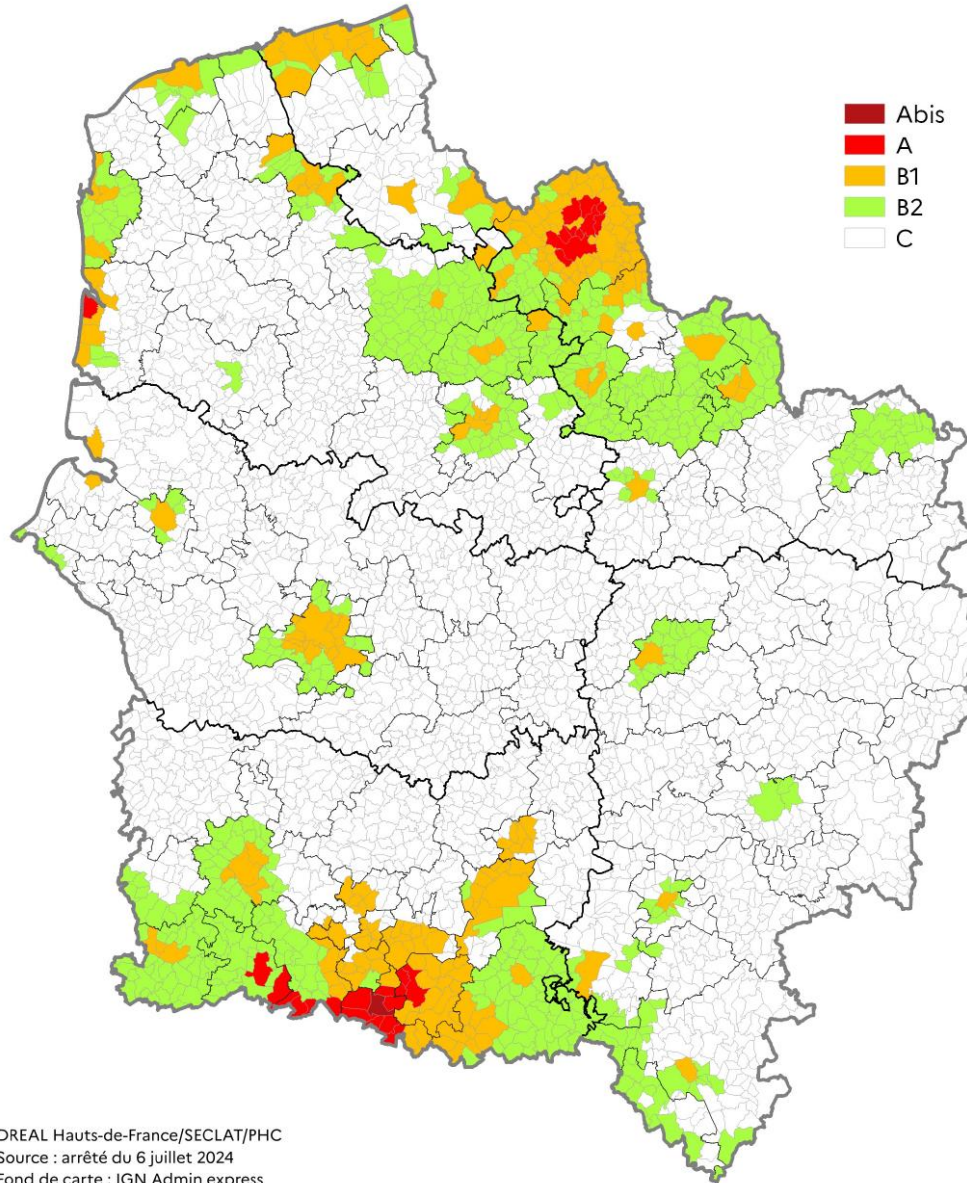 Abis
A
B1
B2
C
DREAL Hauts-de-France/SECLAT/PHC
Source : arrêté du 6 juillet 2024
Fond de carte : IGN Admin express